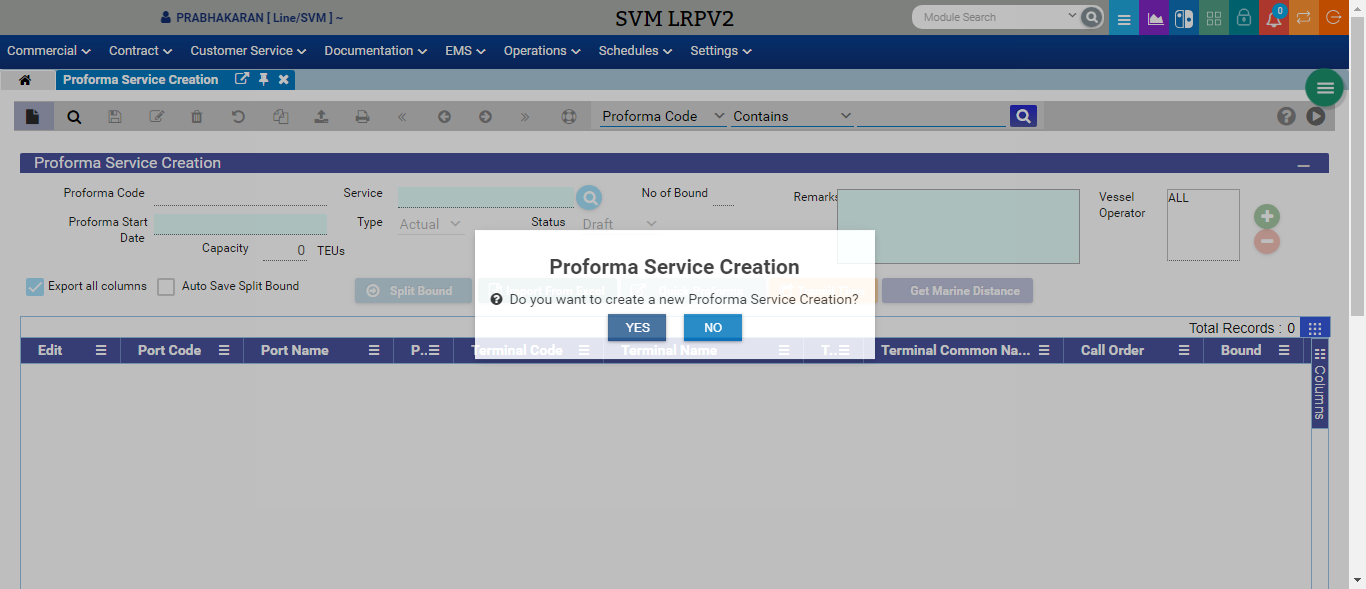 PRABHAKARAN [ Line/SVM ] ~
SVM LRPV2
Module Search
0
Commercial
Contract
Customer Service
Documentation
EMS
Operations
Schedules
Settings
Proforma Service Creation
Proforma Code
Contains
Proforma Service Creation
Proforma Code
Service
No of Bound
Remarks
Vessel Operator
ALL
Proforma Start Date
Type
Actual
Status
Draft
Capacity
0
TEUs
Export all columns
Auto Save Split Bound
Split Bound
Import From Excel
Get Marine Distance
Proforma Service Creation
Do you want to create a new Proforma Service Creation?
YES
NO
Total Records : 0
Edit
Port Code
Port Name
P..
Terminal Code
Terminal Name
T..
Terminal Common Na...
Call Order
Bound
Columns